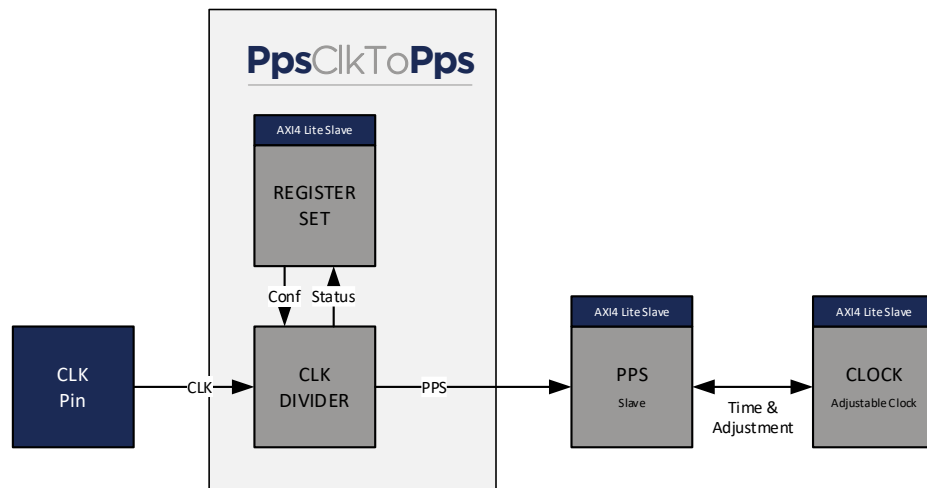 PpsClkToPps
AXI4 Lite Slave
REGISTER
SET
Conf
Status
CLK
Pin
CLK
CLK
DIVIDER
PPS
AXI4 Lite Slave
PPS
Slave
Time &
Adjustment
AXI4 Lite Slave
CLOCK
Adjustable Clock